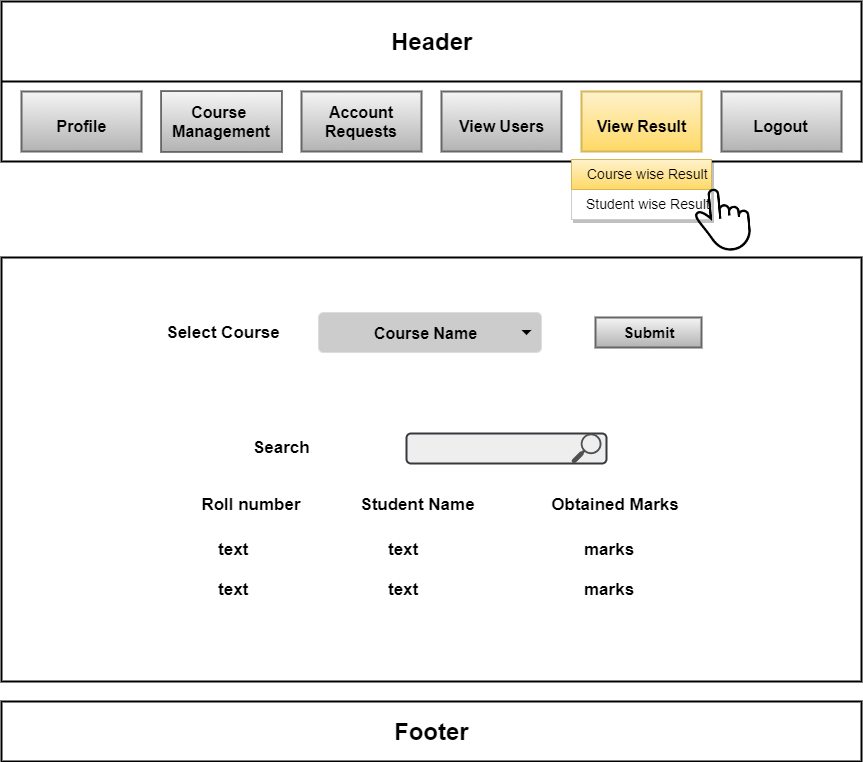 Header
Profile
Course
Management
Account
Requests
View Users
View Result
Logout
Course wise Result
Student wise Result
Select Course
Course Name
Submit
Search
Roll number Student Name Obtained Marks
text text marks
text text marks
Footer